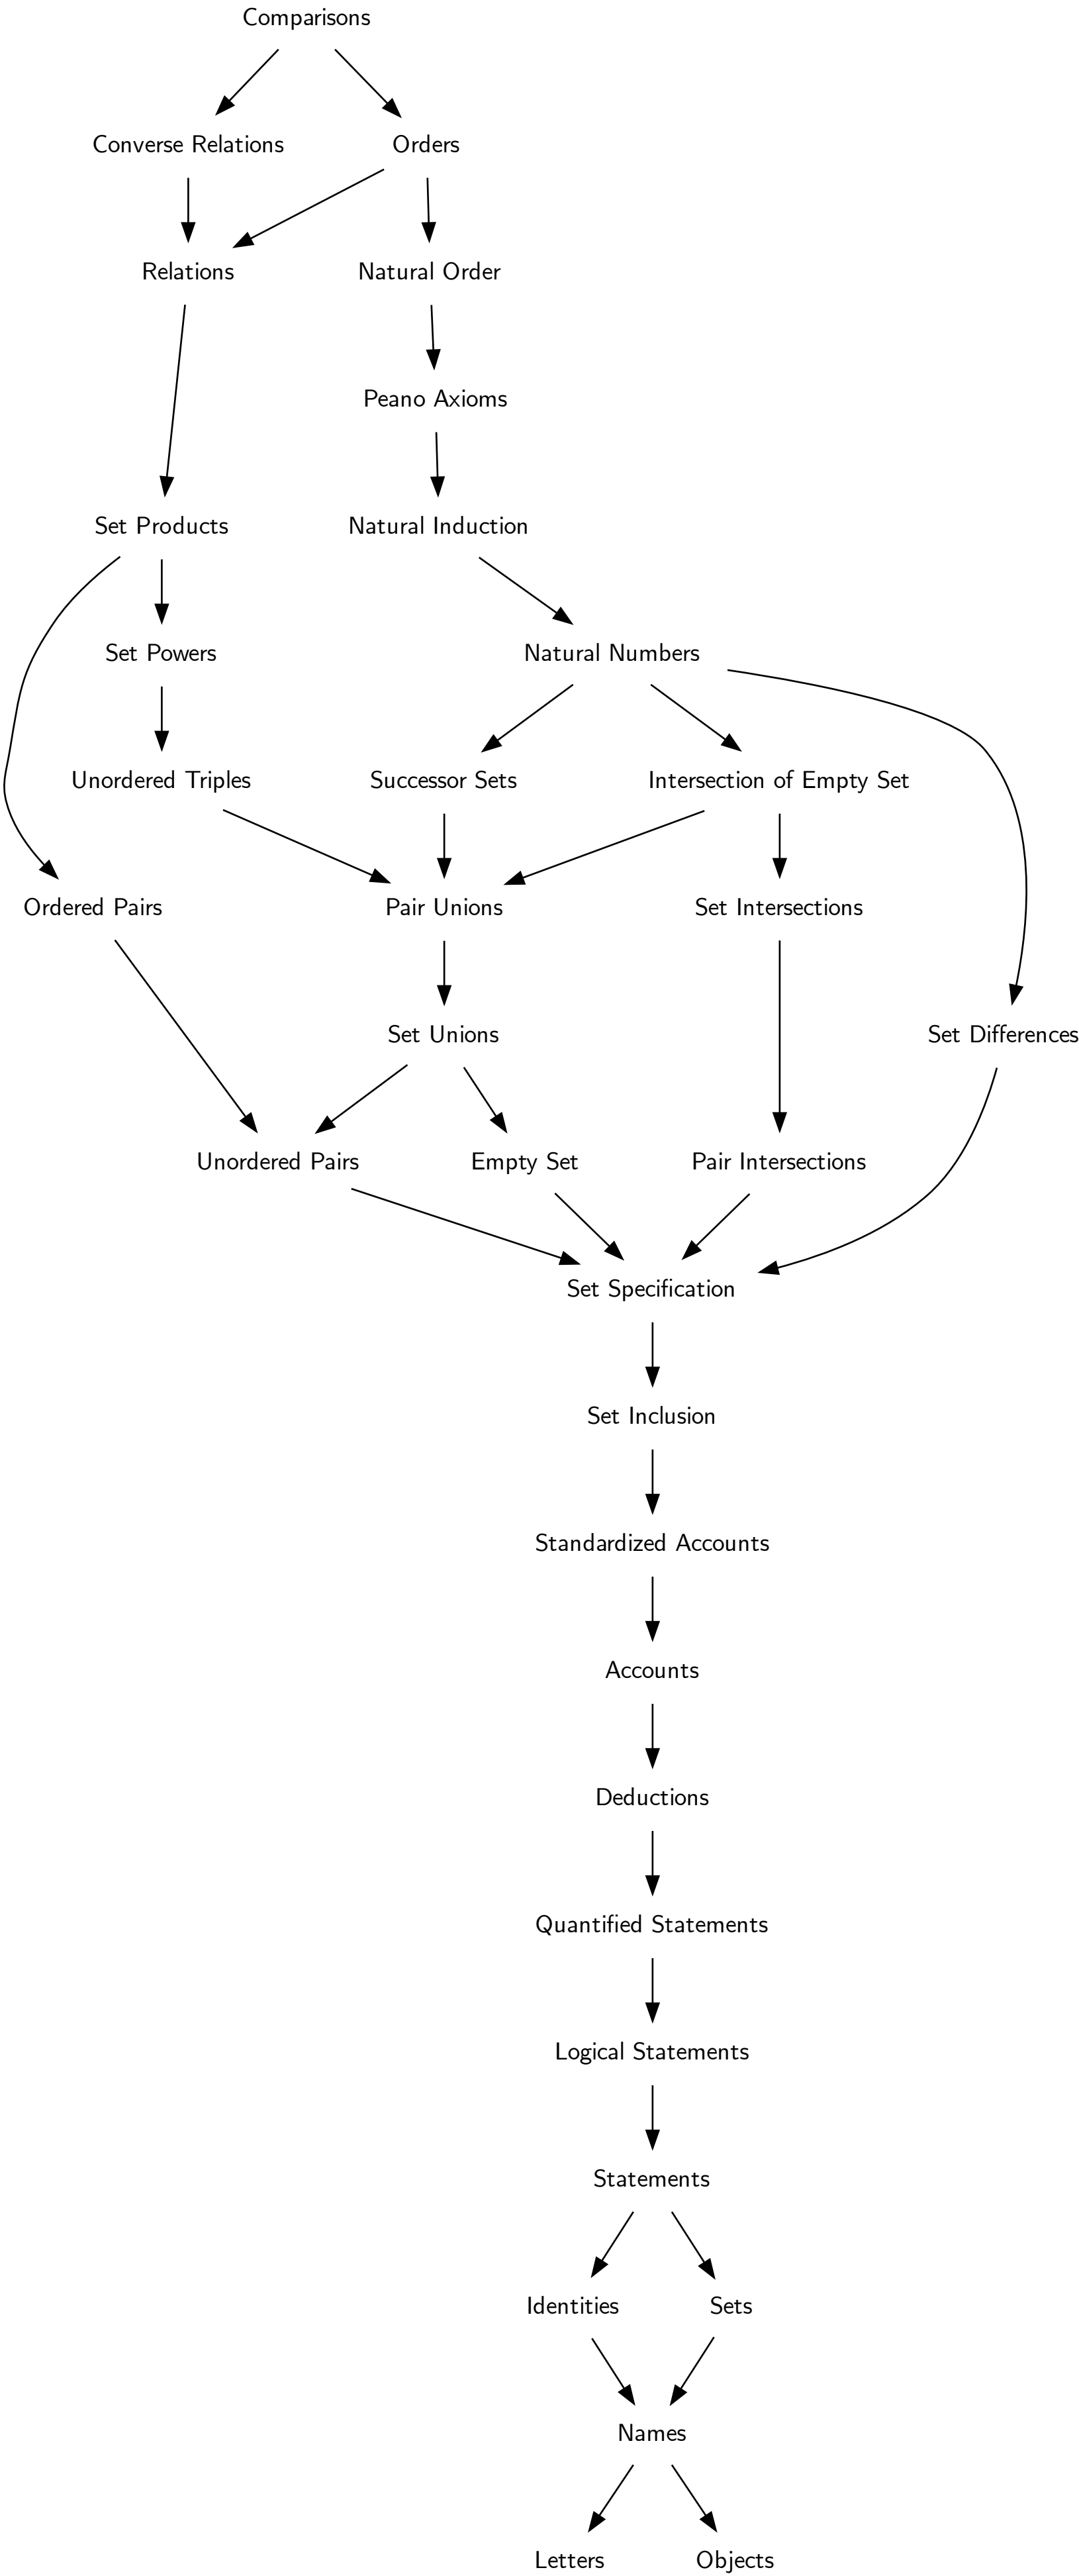 Comparisons
Converse Relations
Orders
Relations
Natural Order
Peano Axioms
Set Products
Natural Induction
Set Powers
Natural Numbers
Unordered Triples
Successor Sets
Intersection of Empty Set
Ordered Pairs
Pair Unions
Set Intersections
Set Unions
Set Differences
Unordered Pairs
Empty Set
Pair Intersections
Set Specification
Set Inclusion
Standardized Accounts
Accounts
Deductions
Quantified Statements
Logical Statements
Statements
Identities
Sets
Names
Letters
Objects